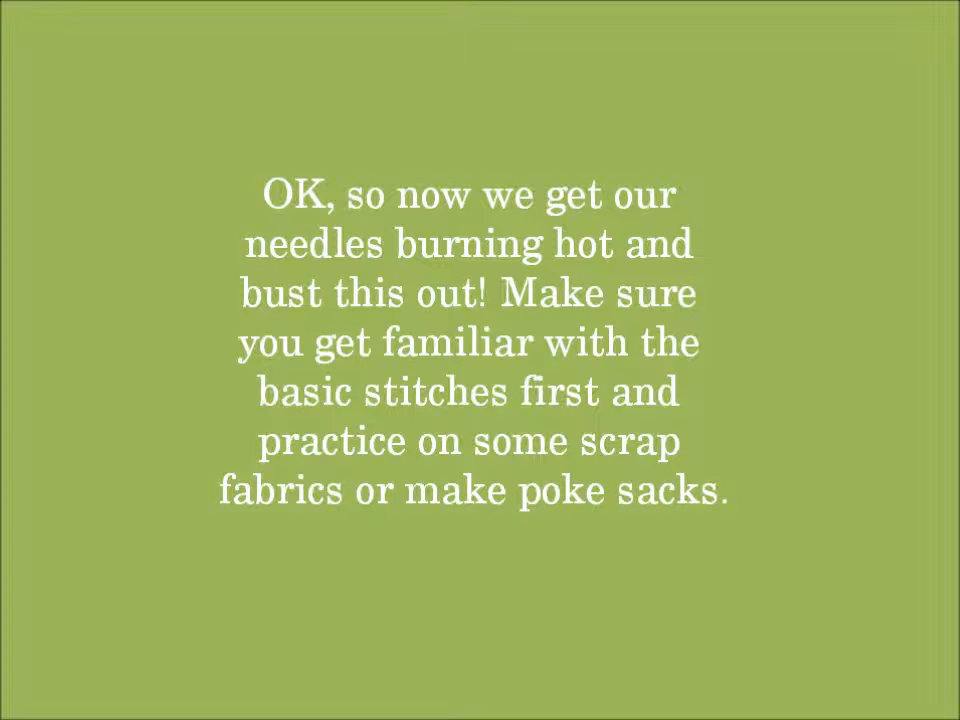 OK, so now we get our
needles burning hot and
bust this out! Make sure
you get familiar with the
basic stitches first and
practice on some scrap
fabrics or make poke sacks.